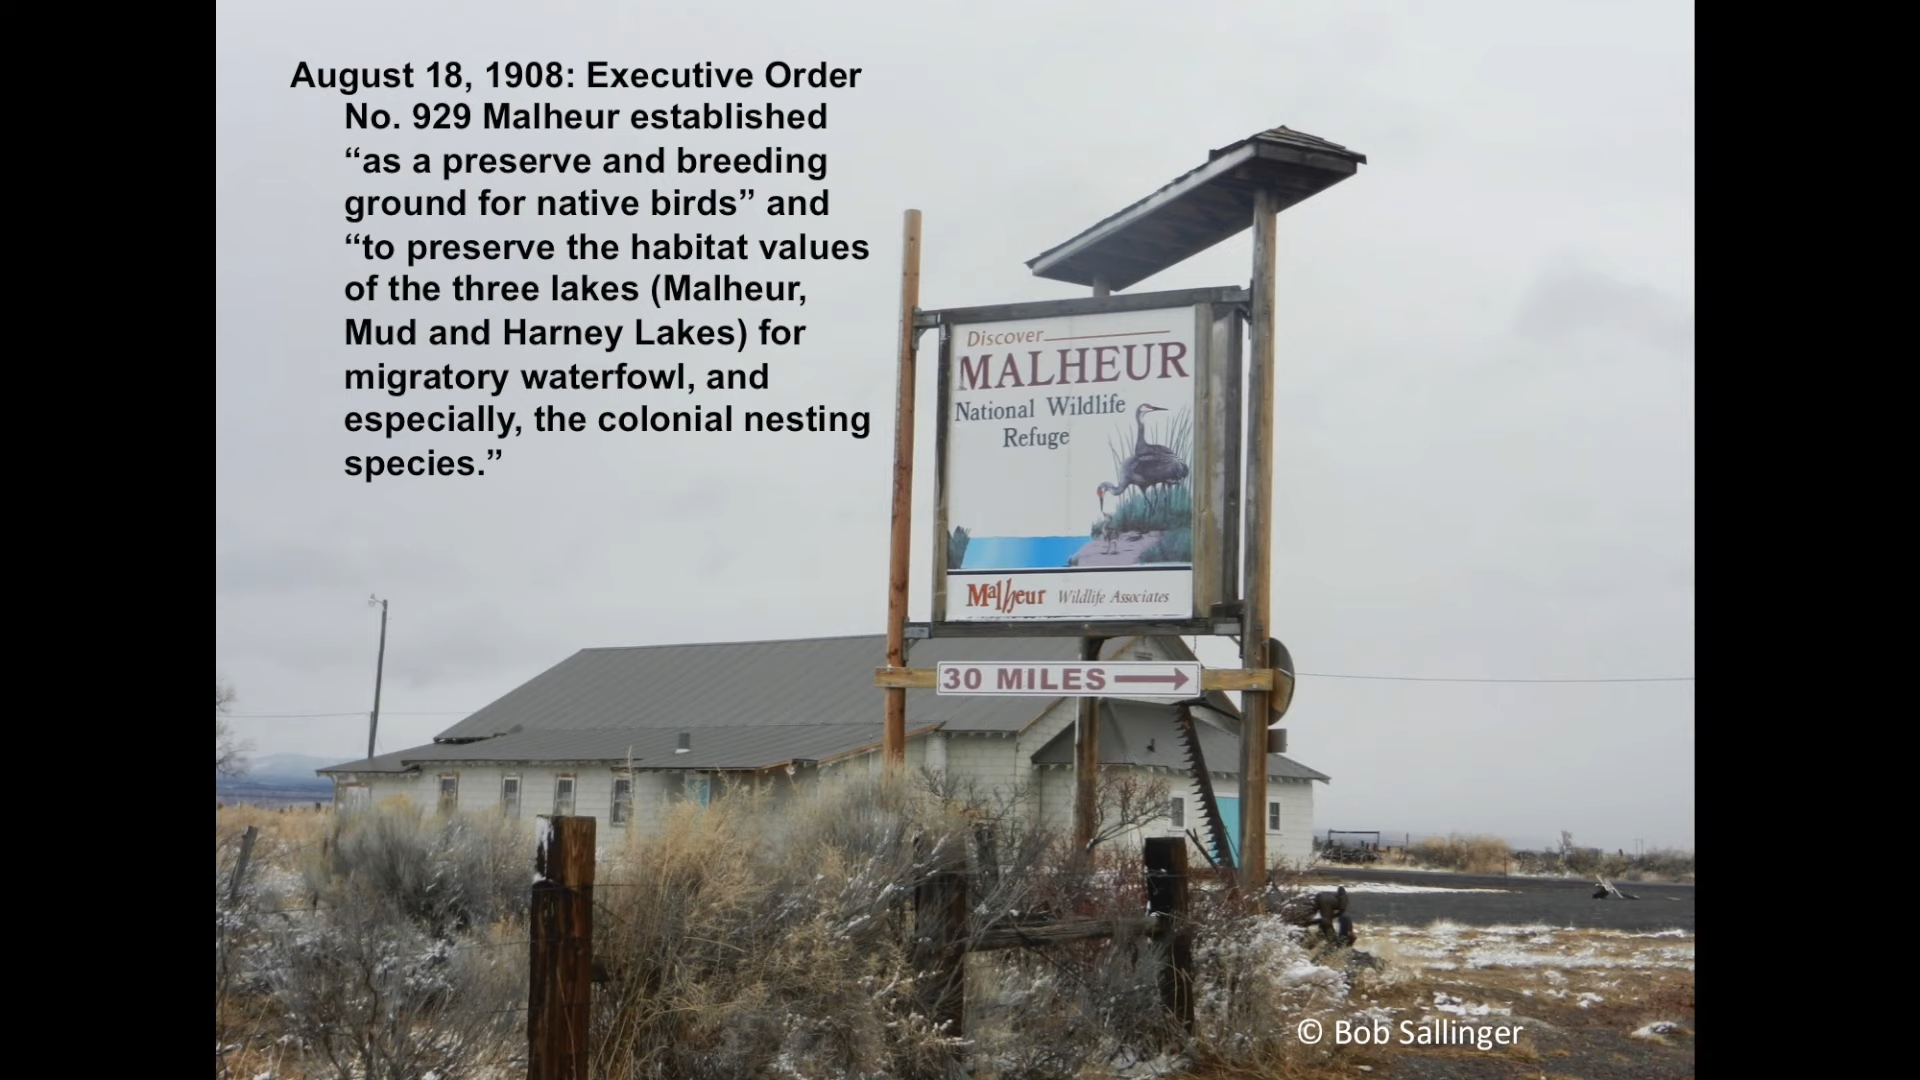 August 18, 1908: Executive Order
No. 929 Malheur established
“as a preserve and breeding
ground for native birds” and
“to preserve the habitat values
of the three lakes (Malheur,
Mud and Harney Lakes) for
migratory waterfowl, and
especially, the colonial nesting
species.”
Discover
MALHEUR
National Wildlife
Refuge
Malheur Wildlife Associates
30 MILES
© Bob Sallinger